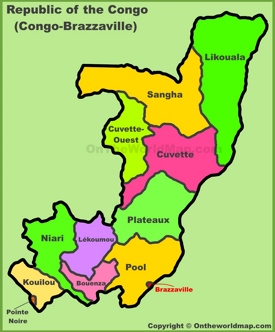 Republic of the Congo
(Congo-Brazzaville)
Likouala
Sangha
Cuvette-
Ouest
OnTheWorldMap.com
Cuvette
Plateaux
Niari
Lékoumou
Pool
Kouilou
Bouenza
Brazzaville
Pointe
Noire
Copyright © Ontheworldmap.com